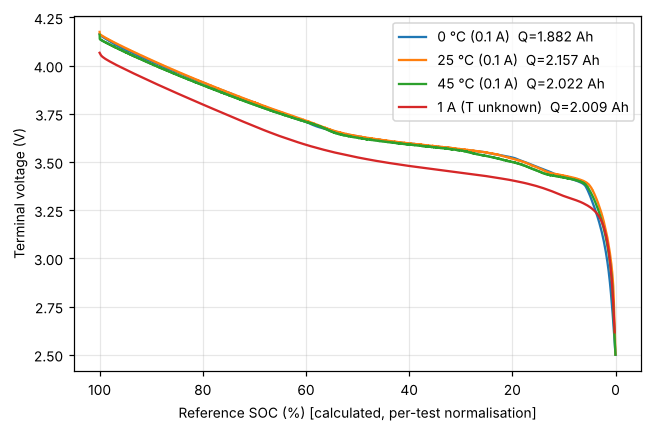 4.25
4.00
3.75
3.50
3.25
3.00
2.75
2.50
Terminal voltage (V)
0 °C (0.1 A)  Q=1.882 Ah
25 °C (0.1 A)  Q=2.157 Ah
45 °C (0.1 A)  Q=2.022 Ah
1 A (T unknown)  Q=2.009 Ah
100 80 60 40 20 0
Reference SOC (%) [calculated, per-test normalisation]